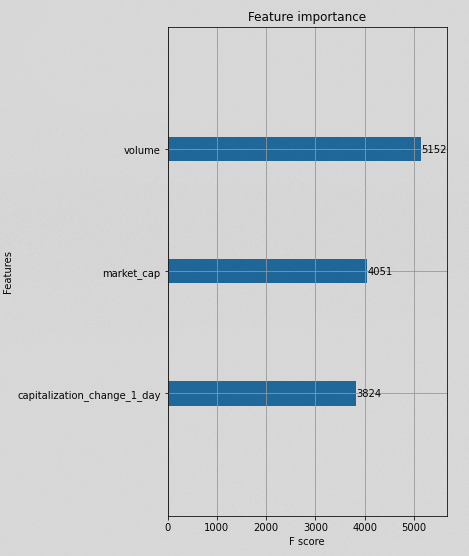 Feature importance
volume
5152
market_cap
4051
capitalization_change_1_day
3824
Features
0 1000 2000 3000 4000 5000
F score